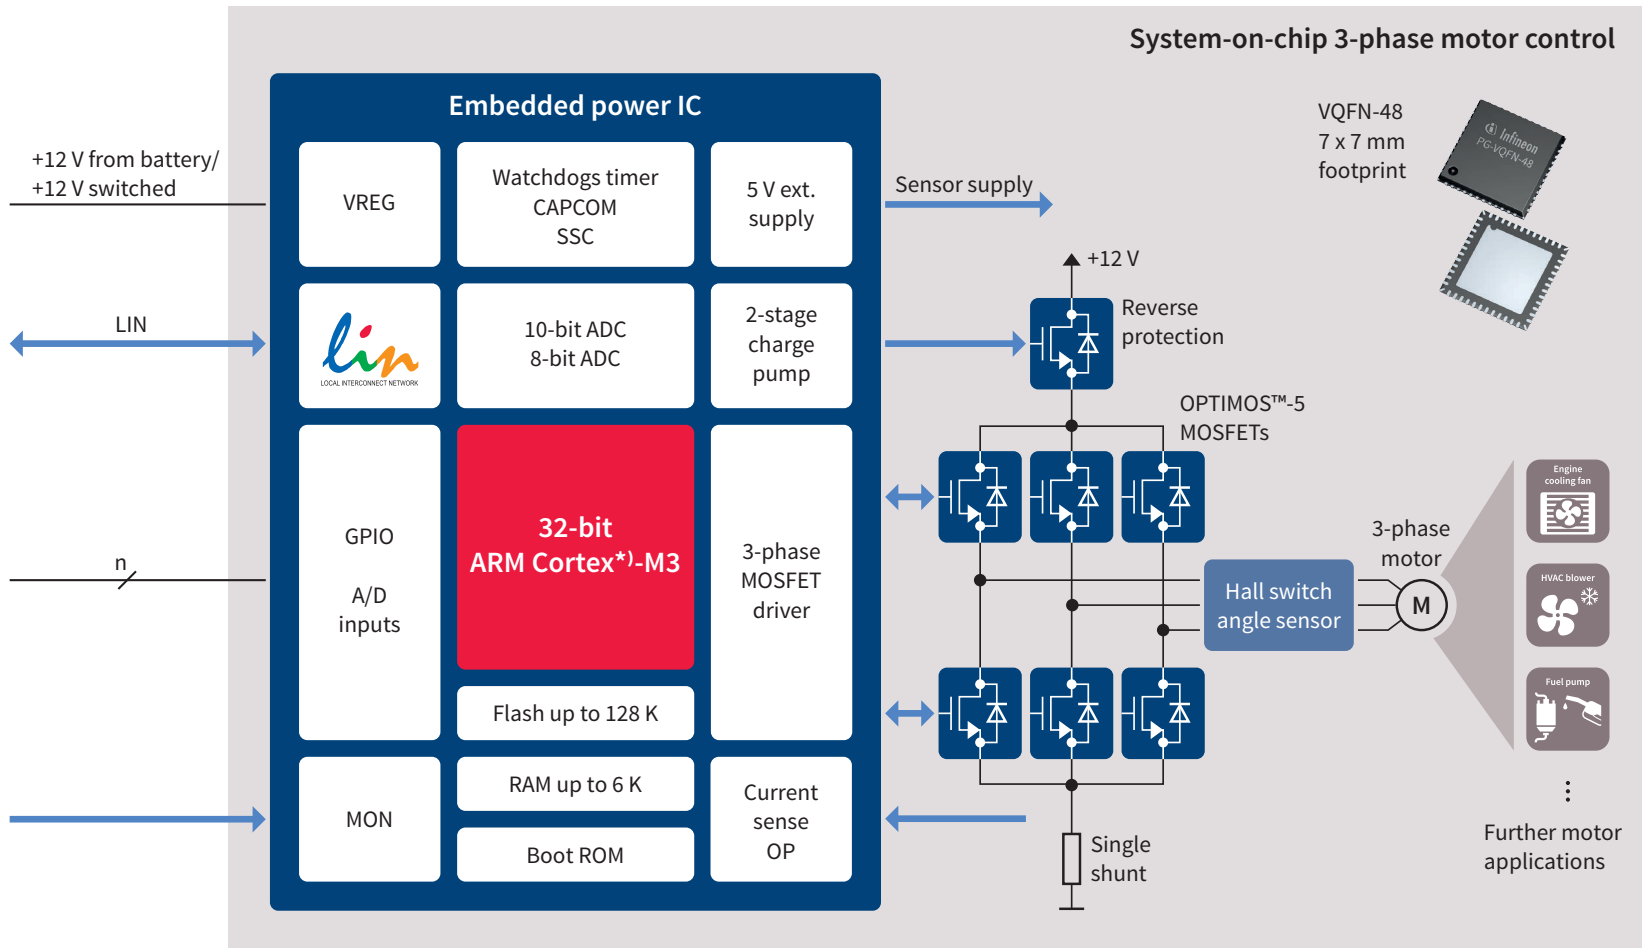 System-on-chip 3-phase motor control
Embedded power IC
VQFN-48
7 x 7 mm
footprint
Infineon
PG-VQFN-48
+12 V from battery/
+12 V switched
VREG
Watchdogs timer
CAPCOM
SSC
5 V ext.
supply
Sensor supply
+12 V
LIN
lin
LOCAL INTERCONNECT NETWORK
10-bit ADC
8-bit ADC
2-stage
charge
pump
Reverse
protection
OPTIMOS™-5
MOSFETs
n
GPIO
A/D
inputs
32-bit
ARM Cortex*)-M3
3-phase
MOSFET
driver
Hall switch
angle sensor
3-phase
motor
M
Engine
cooling fan
HVAC blower
Fuel pump
Flash up to 128 K
MON
RAM up to 6 K
Boot ROM
Current
sense
OP
Single
shunt
Further motor
applications